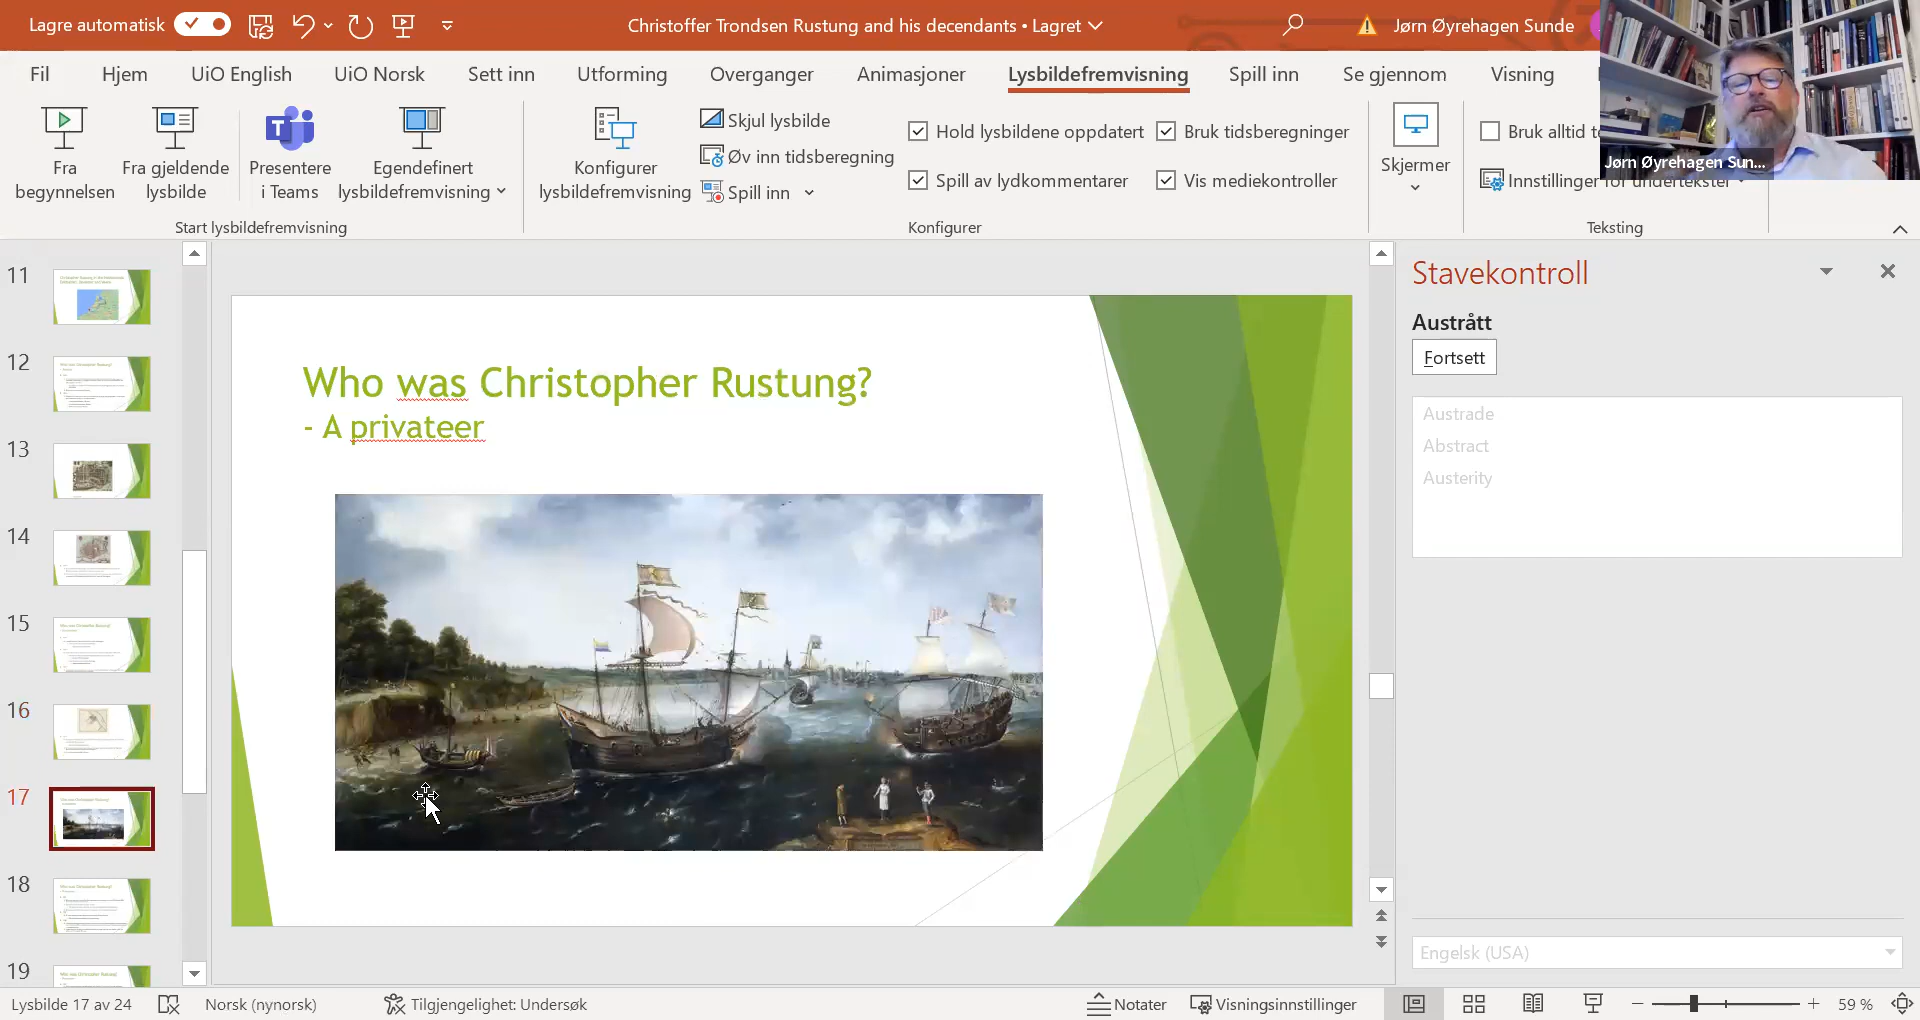 Lagre automatisk
Christoffer Trondsen Rustung and his decendants • Lagret
Jørn Øyrehagen Sunde
Fil
Hjem
UiO English
UiO Norsk
Sett inn
Utforming
Overganger
Animasjoner
Lysbildefremvisning
Spill inn
Se gjennom
Visning
Fra
begynnelsen
Fra gjeldende
lysbilde
Presentere
i Teams
Egendefinert
lysbildefremvisning
Start lysbildefremvisning
Konfigurer
lysbildefremvisning
Skjul lysbilde
Øv inn tidsberegning
Spill inn
Hold lysbildene oppdatert
Spill av lydkommentarer
Bruk tidsberegninger
Vis mediekontroller
Konfigurer
Skjermer
Bruk alltid
Innstillinger for undertekster
Teksting
Jørn Øyrehagen Sun...
11
12
13
14
15
16
17
18
19
Who was Christopher Rustung?
- A privateer
Stavekontroll
Austrått
Fortsett
Austrade
Abstract
Austerity
Engelsk (USA)
Lysbilde 17 av 24
Norsk (nynorsk)
Tilgjengelighet: Undersøk
Notater
Visningsinnstillinger
59 %